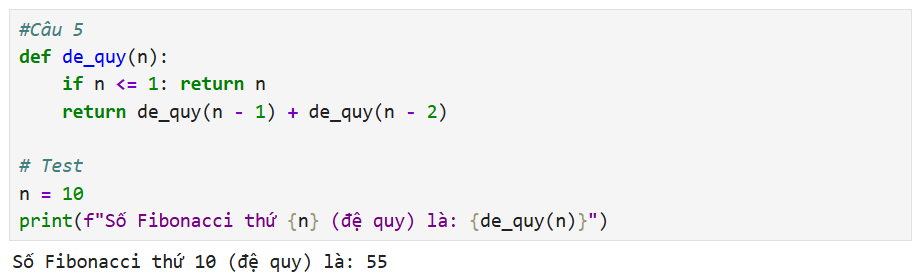 #Câu 5
def de_quy(n):
    if n <= 1: return n
    return de_quy(n - 1) + de_quy(n - 2)
# Test
n = 10
print(f"Số Fibonacci thứ {n} (đệ quy) là: {de_quy(n)}")
Số Fibonacci thứ 10 (đệ quy) là: 55